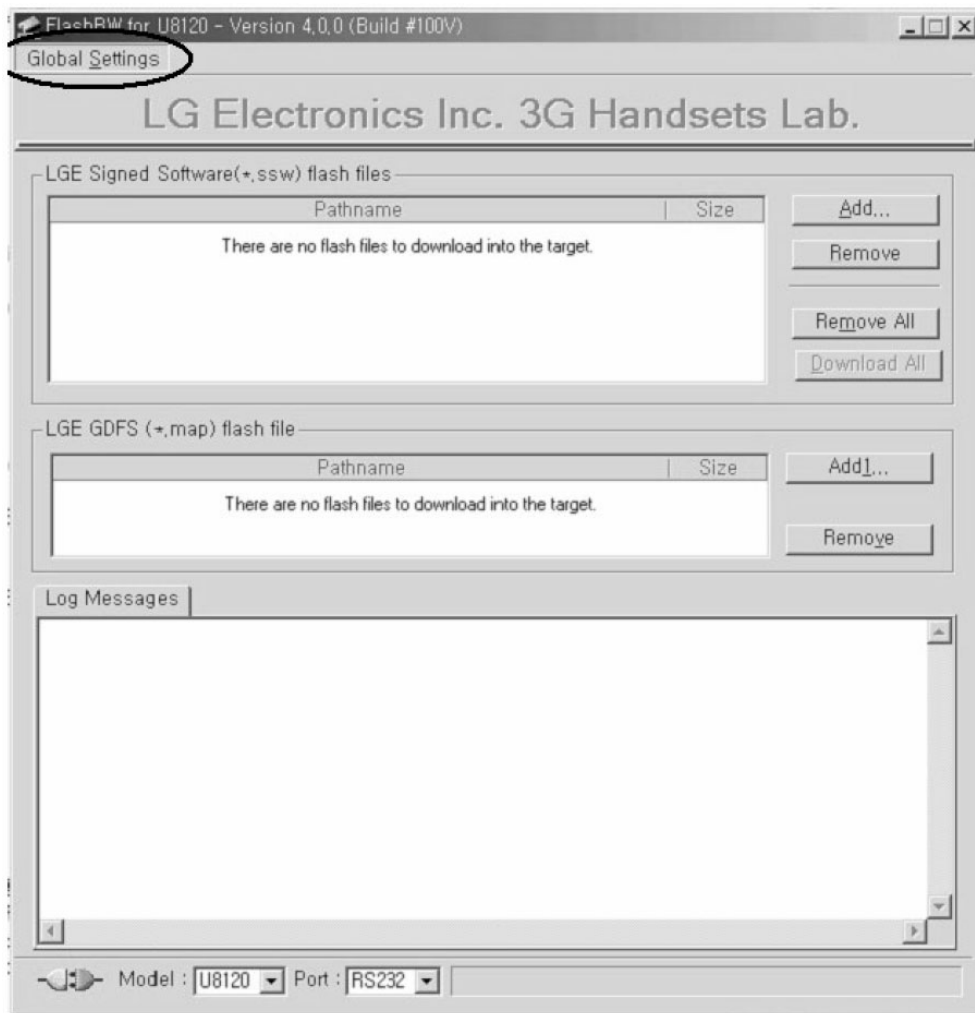 FlashRW for U8120 - Version 4,0,0 (Build #100V)
Global Settings
LG Electronics Inc. 3G Handsets Lab.
LGE Signed Software(*,ssw) flash files
Pathname Size
There are no flash files to download into the target.
Add...
Remove
Remove All
Download All
LGE GDFS (*,map) flash file
Pathname Size
There are no flash files to download into the target.
Add1...
Remove
Log Messages
Model : U8120 Port : RS232